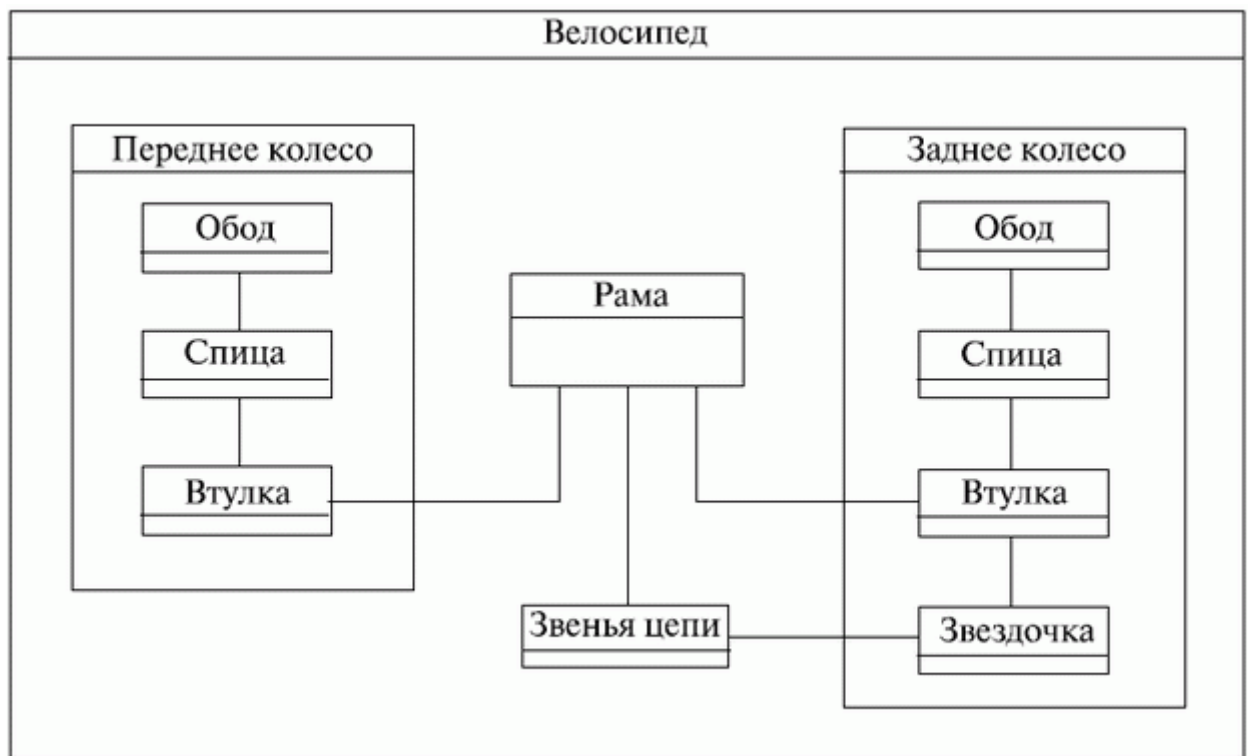 Велосипед
Переднее колесо
Обод
Спица
Втулка
Рама
Звенья цепи
Заднее колесо
Обод
Спица
Втулка
Звездочка